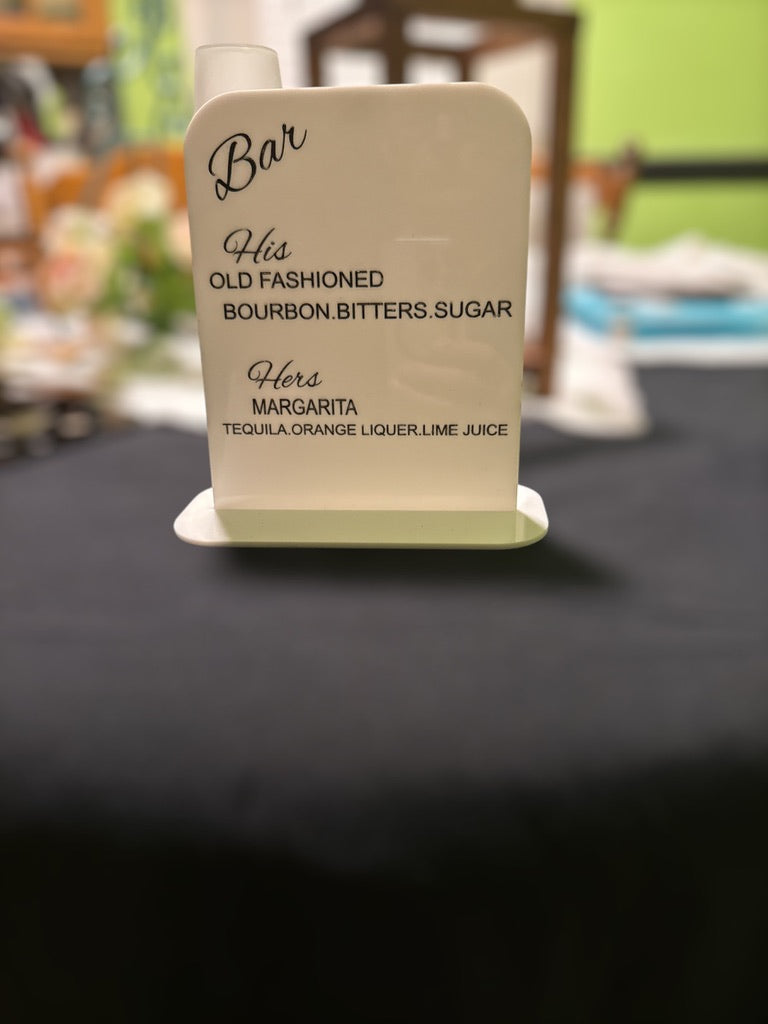 Bar
His
OLD FASHIONED
BOURBON.BITTERS.SUGAR
Hers
MARGARITA
TEQUILA.ORANGE LIQUER.LIME JUICE